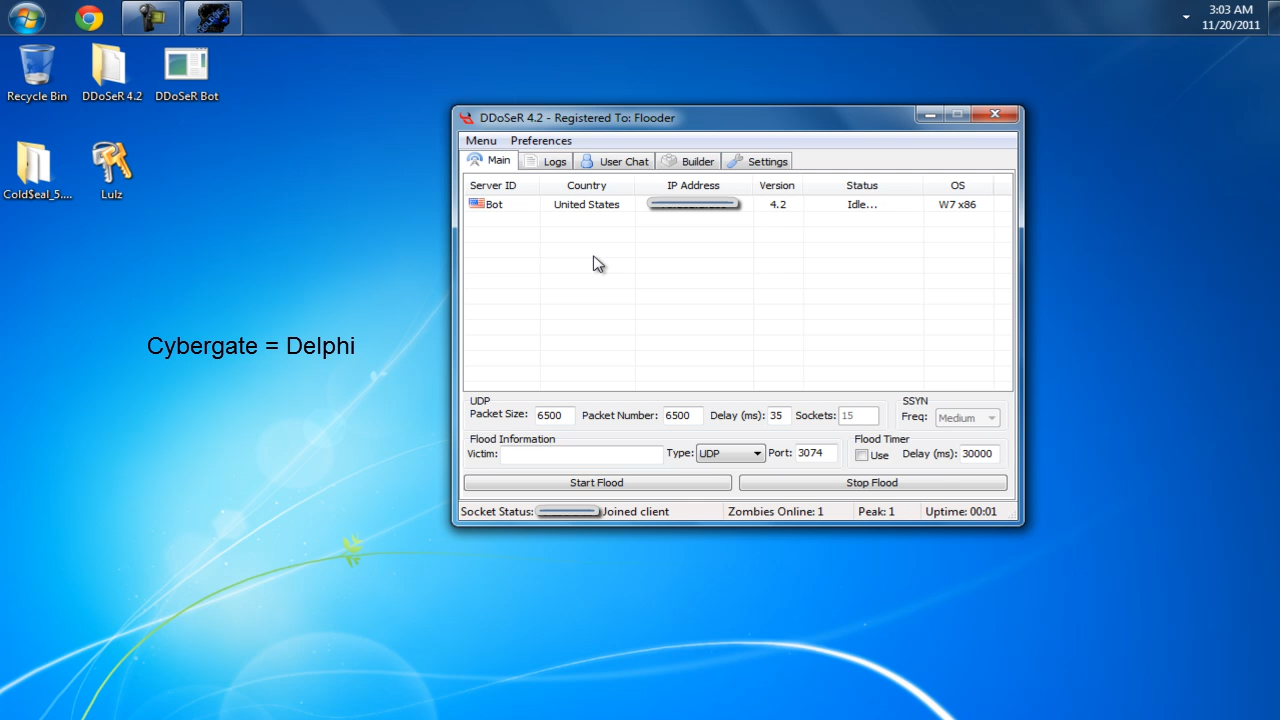 3:03 AM
11/20/2011
Recycle Bin
DDoSeR 4.2
DDoSeR Bot
Cold$eal_5....
Lulz
Cybergate = Delphi
DDoSeR 4.2 - Registered To: Flooder
Menu Preferences
Main Logs User Chat Builder Settings
Server ID Country IP Address Version Status OS
Bot United States 4.2 Idle... W7 x86
UDP SSYN
Packet Size: 6500 Packet Number: 6500 Delay (ms): 35 Sockets: 15 Freq: Medium
Flood Information Flood Timer
Victim: Type: UDP Port: 3074 Use Delay (ms): 30000
Start Flood Stop Flood
Socket Status: Joined client Zombies Online: 1 Peak: 1 Uptime: 00:01